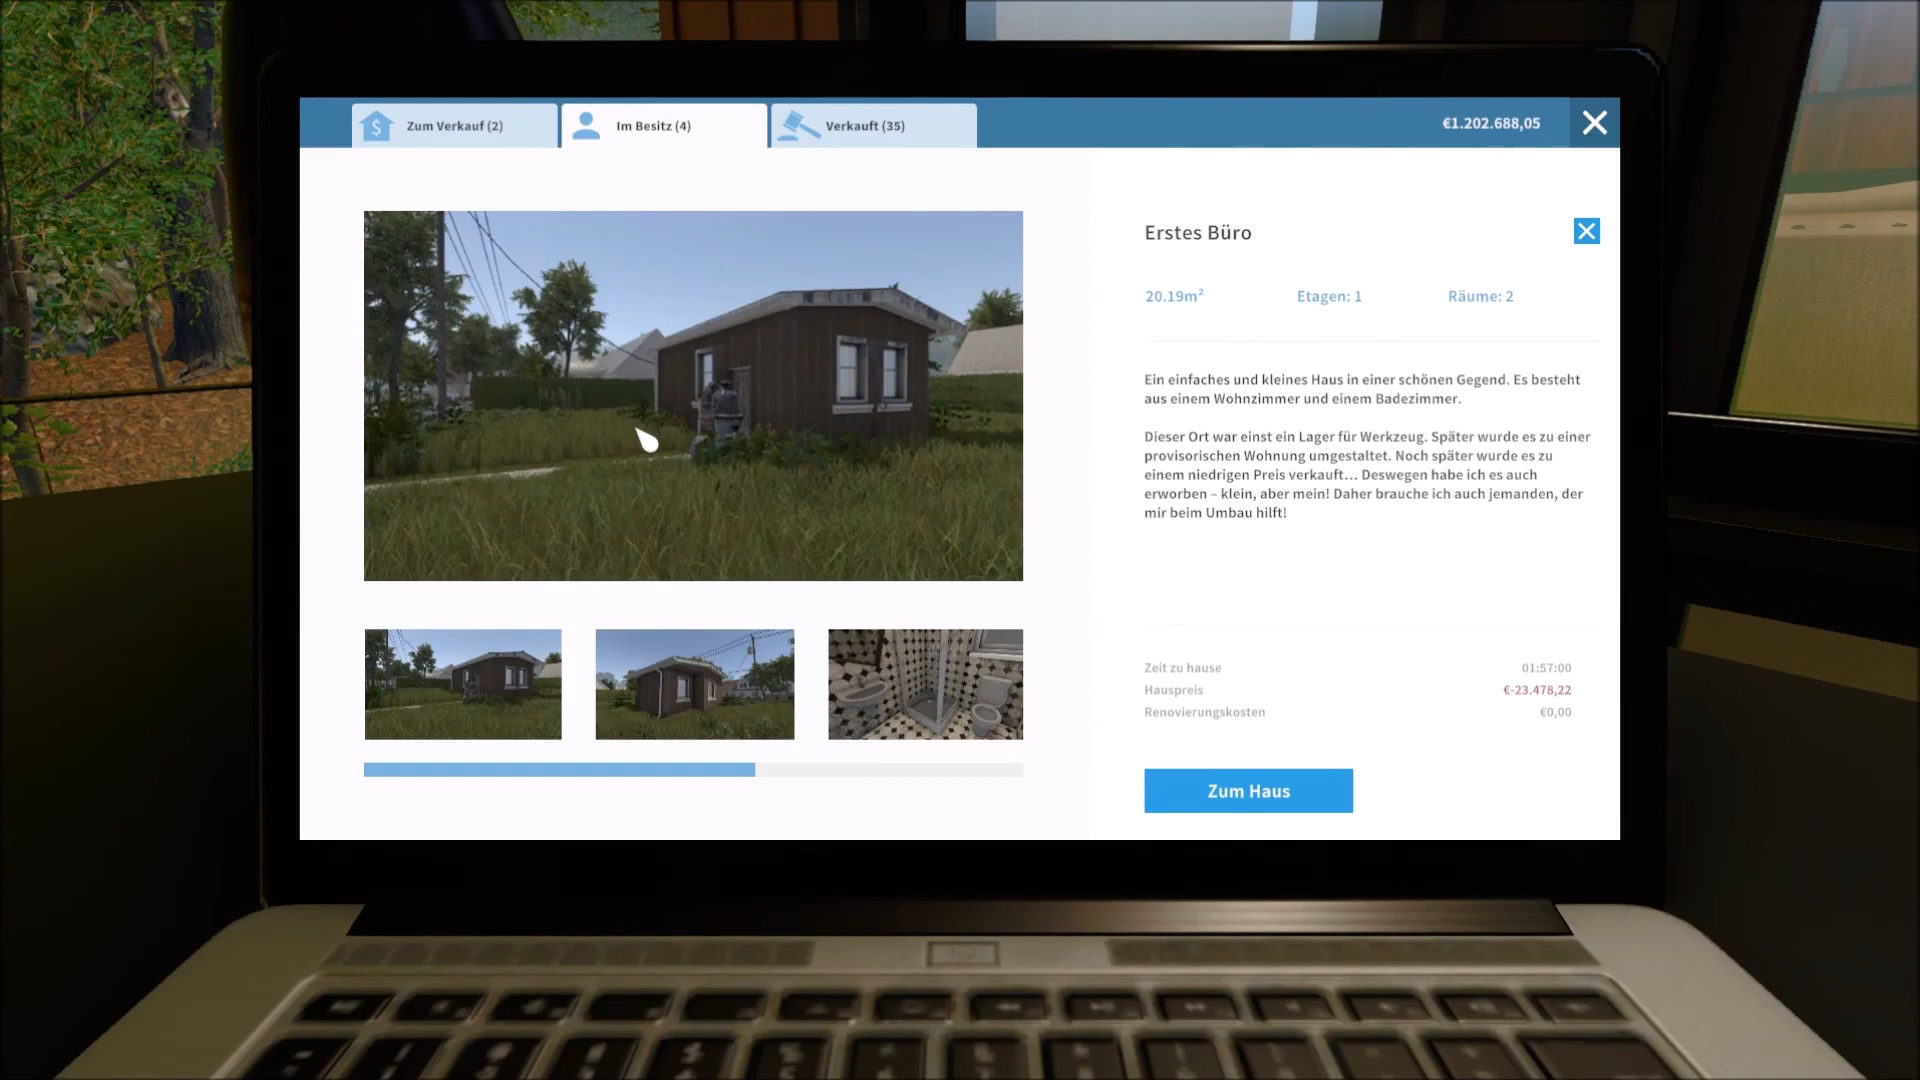 Zum Verkauf (2)
Im Besitz (4)
Verkauft (35)
€1.202.688,05
Erstes Büro
20.19m²
Etagen: 1
Räume: 2
Ein einfaches und kleines Haus in einer schönen Gegend. Es besteht
aus einem Wohnzimmer und einem Badezimmer.
Dieser Ort war einst ein Lager für Werkzeug. Später wurde es zu einer
provisorischen Wohnung umgestaltet. Noch später wurde es zu
einem niedrigen Preis verkauft… Deswegen habe ich es auch
erworben – klein, aber mein! Daher brauche ich auch jemanden, der
mir beim Umbau hilft!
Zeit zu hause
01:57:00
Hauspreis
€-23.478,22
Renovierungskosten
€0,00
Zum Haus